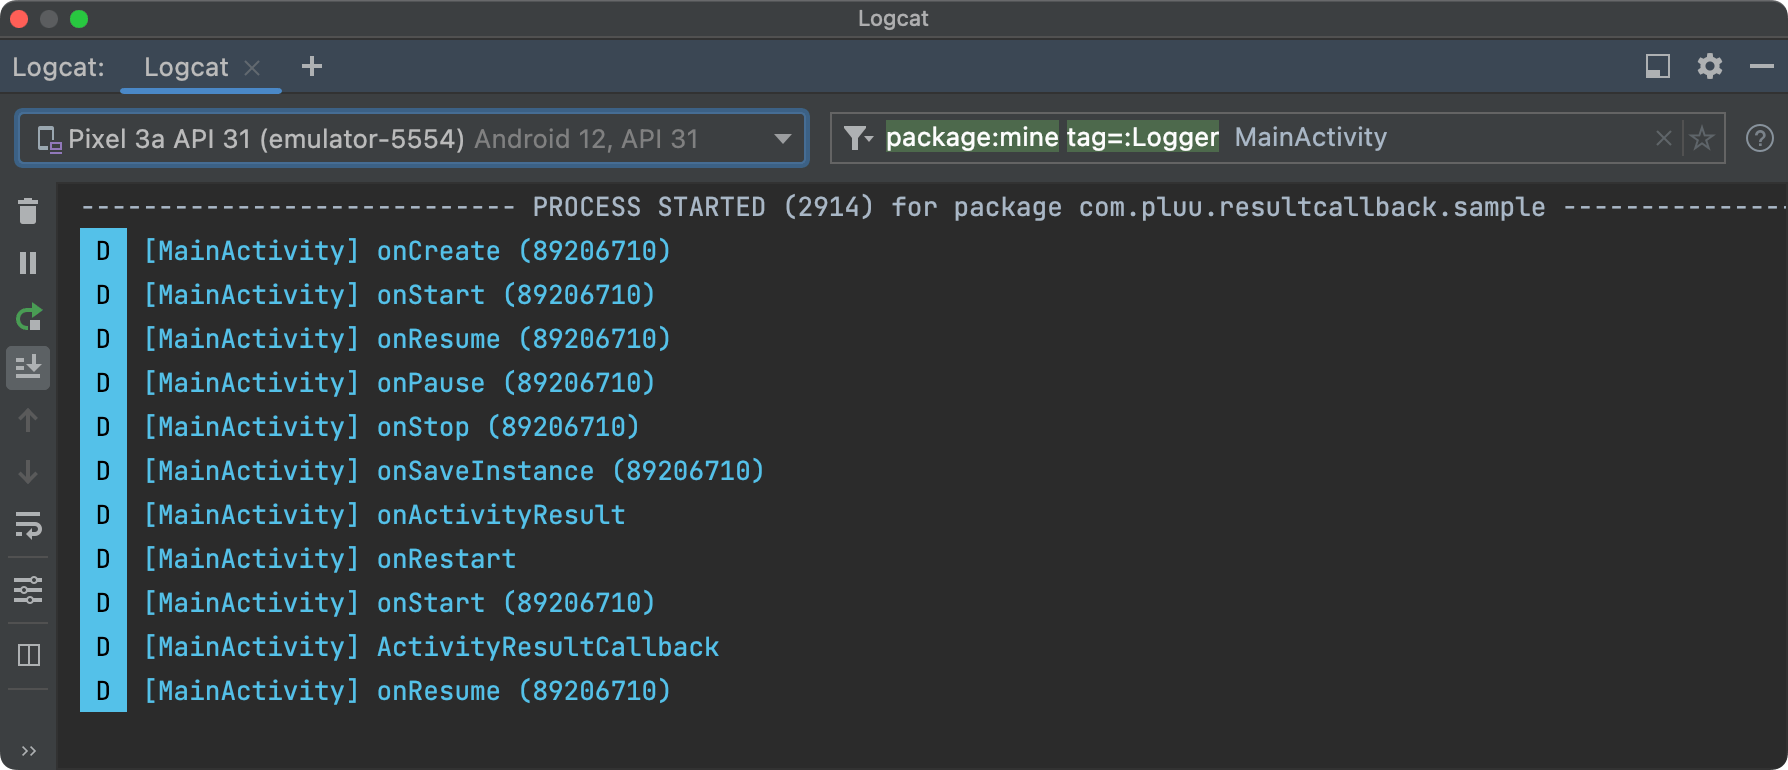 Logcat
Logcat: Logcat
Pixel 3a API 31 (emulator-5554) Android 12, API 31
package:mine tag=:Logger MainActivity
---------------------------- PROCESS STARTED (2914) for package com.pluu.resultcallback.sample ---------------
D [MainActivity] onCreate (89206710)
D [MainActivity] onStart (89206710)
D [MainActivity] onResume (89206710)
D [MainActivity] onPause (89206710)
D [MainActivity] onStop (89206710)
D [MainActivity] onSaveInstance (89206710)
D [MainActivity] onActivityResult
D [MainActivity] onRestart
D [MainActivity] onStart (89206710)
D [MainActivity] ActivityResultCallback
D [MainActivity] onResume (89206710)